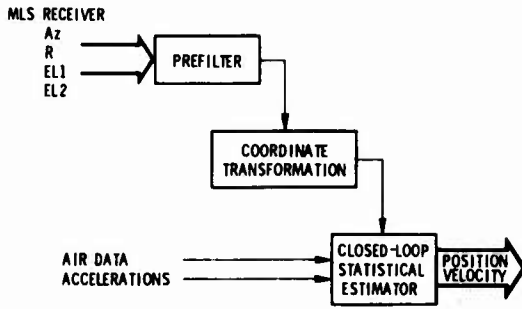 MLS RECEIVER
Az
R
EL1
EL2
PREFILTER
COORDINATE
TRANSFORMATION
AIR DATA
ACCELERATIONS
CLOSED-LOOP
STATISTICAL
ESTIMATOR
POSITION
VELOCITY